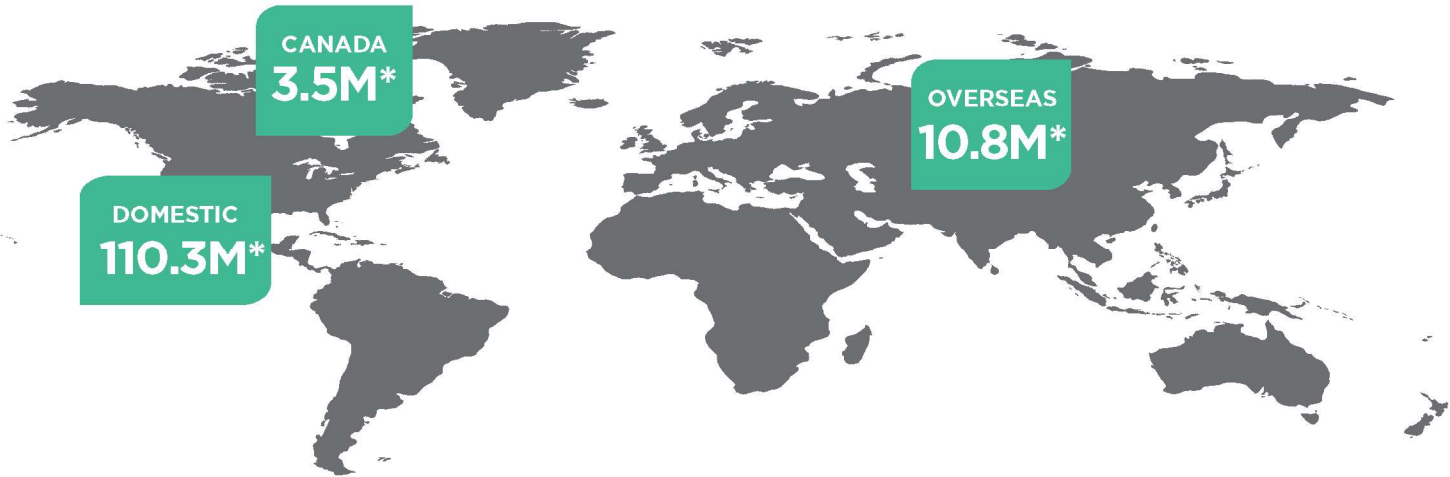 CANADA
3.5M*
OVERSEAS
10.8M*
DOMESTIC
110.3M*